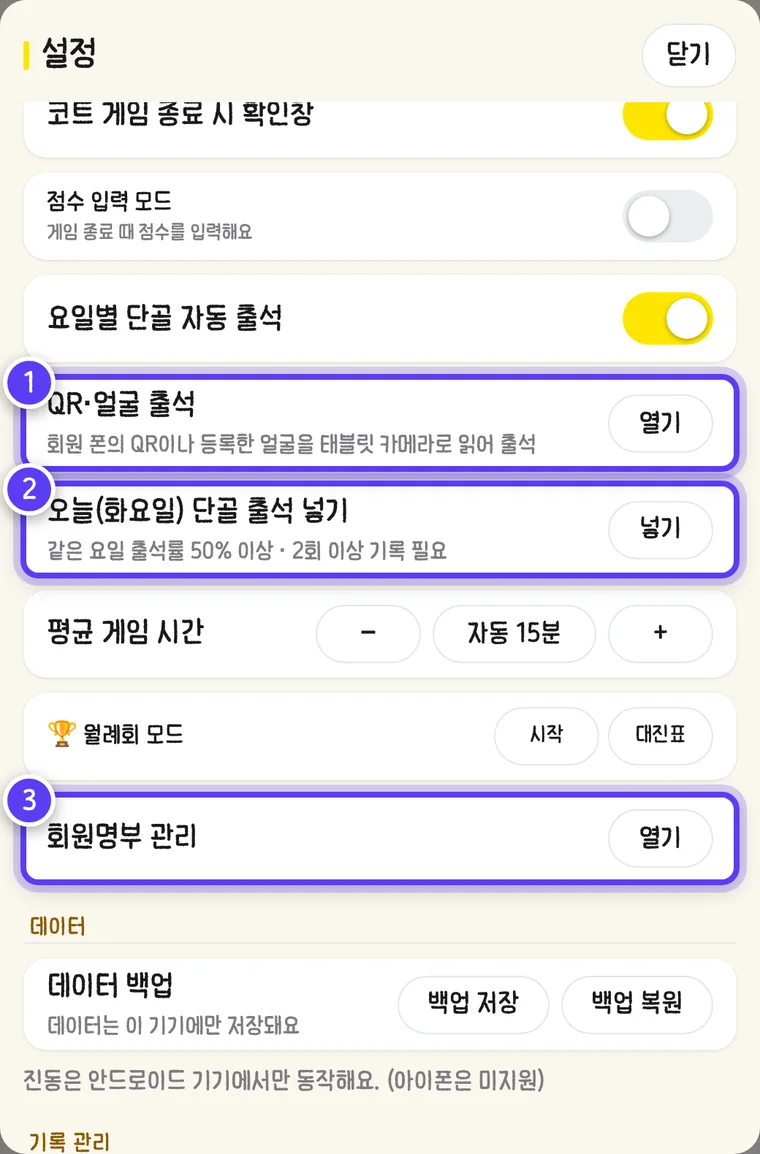 설정
닫기
코트 게임 종료 시 확인창
점수 입력 모드
게임 종료 때 점수를 입력해요
요일별 단골 자동 출석
1
QR·얼굴 출석
회원 폰의 QR이나 등록한 얼굴을 태블릿 카메라로 읽어 출석
열기
2
오늘(화요일) 단골 출석 넣기
같은 요일 출석률 50% 이상 · 2회 이상 기록 필요
넣기
평균 게임 시간
−
자동 15분
+
🏆 월례회 모드
시작
대진표
3
회원명부 관리
열기
데이터
데이터 백업
데이터는 이 기기에만 저장돼요
백업 저장
백업 복원
진동은 안드로이드 기기에서만 동작해요. (아이폰은 미지원)
기록 관리